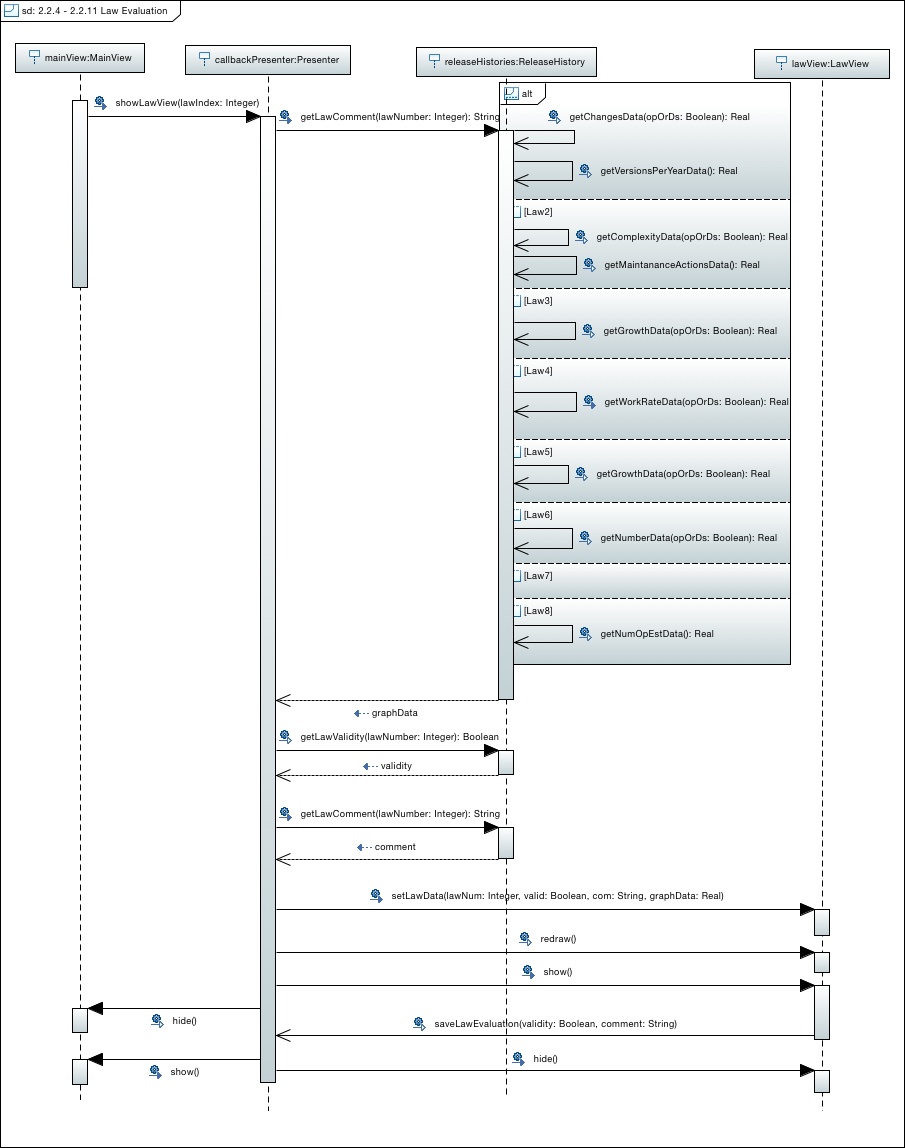 sd: 2.2.4 - 2.2.11 Law Evaluation
mainView:MainView
callbackPresenter:Presenter
releaseHistories:ReleaseHistory
lawView:LawView
alt
showLawView(lawIndex: Integer)
getLawComment(lawNumber: Integer): String
getChangesData(opOrDs: Boolean): Real
getVersionsPerYearData(): Real
[Law2]
getComplexityData(opOrDs: Boolean): Real
getMaintananceActionsData(): Real
[Law3]
getGrowthData(opOrDs: Boolean): Real
[Law4]
getWorkRateData(opOrDs: Boolean): Real
[Law5]
getGrowthData(opOrDs: Boolean): Real
[Law6]
getNumberData(opOrDs: Boolean): Real
[Law7]
[Law8]
getNumOpEstData(): Real
graphData
getLawValidity(lawNumber: Integer): Boolean
validity
getLawComment(lawNumber: Integer): String
comment
setLawData(lawNum: Integer, valid: Boolean, com: String, graphData: Real)
redraw()
show()
hide()
saveLawEvaluation(validity: Boolean, comment: String)
hide()
show()